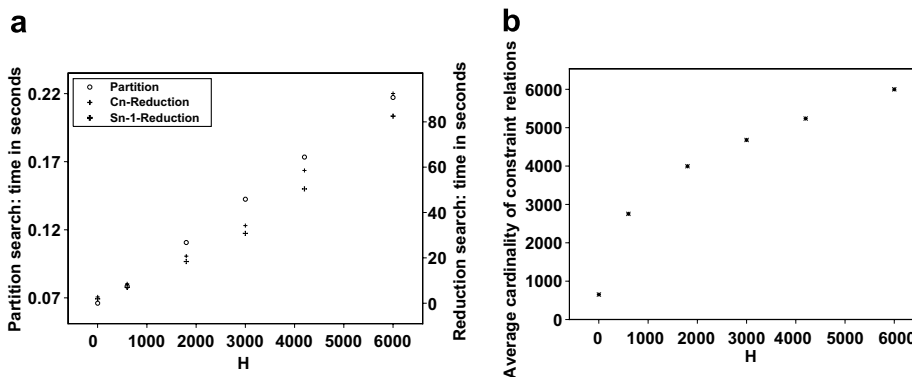 a
Partition search: time in seconds
0.22
0.17
0.12
0.07
Partition
Cn-Reduction
Sn-1-Reduction
0 1000 2000 3000 4000 5000 6000
H
80
60
40
20
0
Reduction search: time in seconds
b
Average cardinality of constraint relations
6000
5000
4000
3000
2000
1000
0
0 1000 2000 3000 4000 5000 6000
H